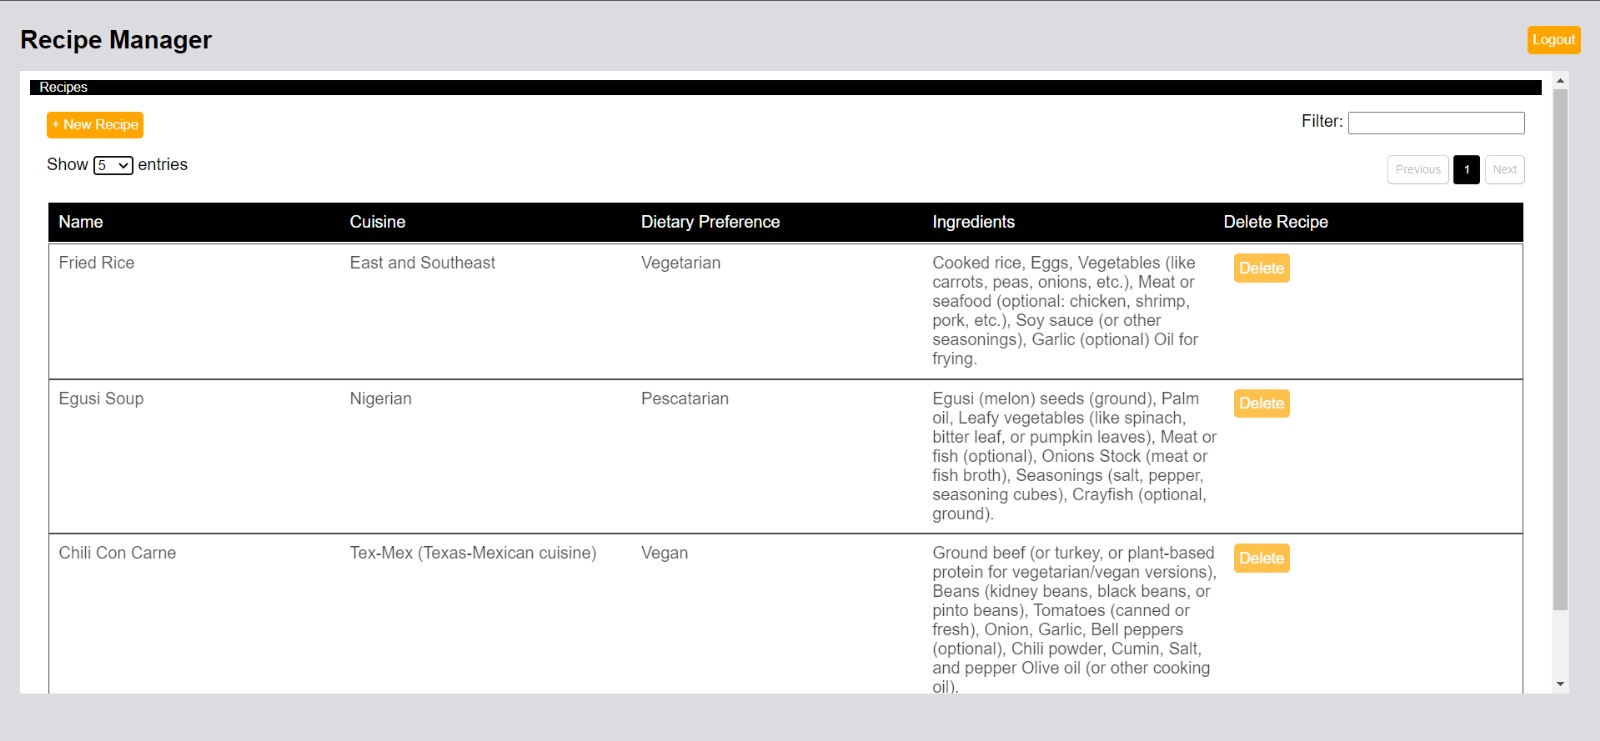 Recipe Manager
Logout
Recipes
+ New Recipe
Filter:
Show 5 entries
Previous 1 Next
Name Cuisine Dietary Preference Ingredients Delete Recipe
Fried Rice East and Southeast Vegetarian Cooked rice, Eggs, Vegetables (like Delete
carrots, peas, onions, etc.), Meat or
seafood (optional: chicken, shrimp,
pork, etc.), Soy sauce (or other
seasonings), Garlic (optional) Oil for
frying.
Egusi Soup Nigerian Pescatarian Egusi (melon) seeds (ground), Palm Delete
oil, Leafy vegetables (like spinach,
bitter leaf, or pumpkin leaves), Meat or
fish (optional), Onions Stock (meat or
fish broth), Seasonings (salt, pepper,
seasoning cubes), Crayfish (optional,
ground).
Chili Con Carne Tex-Mex (Texas-Mexican cuisine) Vegan Ground beef (or turkey, or plant-based Delete
protein for vegetarian/vegan versions),
Beans (kidney beans, black beans, or
pinto beans), Tomatoes (canned or
fresh), Onion, Garlic, Bell peppers
(optional), Chili powder, Cumin, Salt,
and pepper Olive oil (or other cooking
oil).